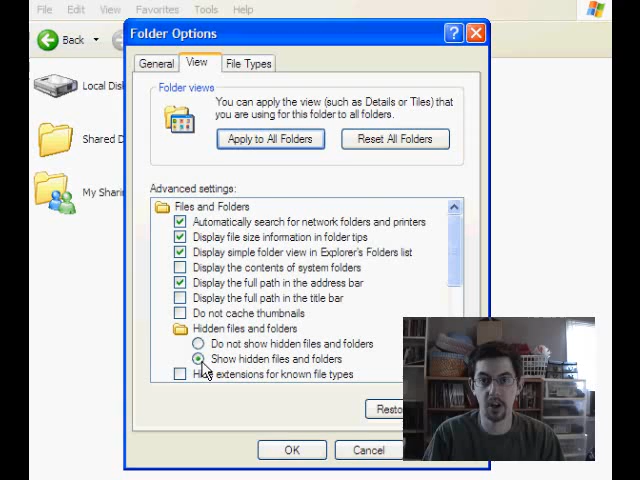 File Edit View Favorites Tools Help
Folder Options
Back
General View File Types
Local Disk
Folder views
You can apply the view (such as Details or Tiles) that
you are using for this folder to all folders.
Shared D
Apply to All Folders Reset All Folders
My Sharin
Advanced settings:
Files and Folders
Automatically search for network folders and printers
Display file size information in folder tips
Display simple folder view in Explorer's Folders list
Display the contents of system folders
Display the full path in the address bar
Display the full path in the title bar
Do not cache thumbnails
Hidden files and folders
Do not show hidden files and folders
Show hidden files and folders
Hide extensions for known file types
Resto
OK Cancel